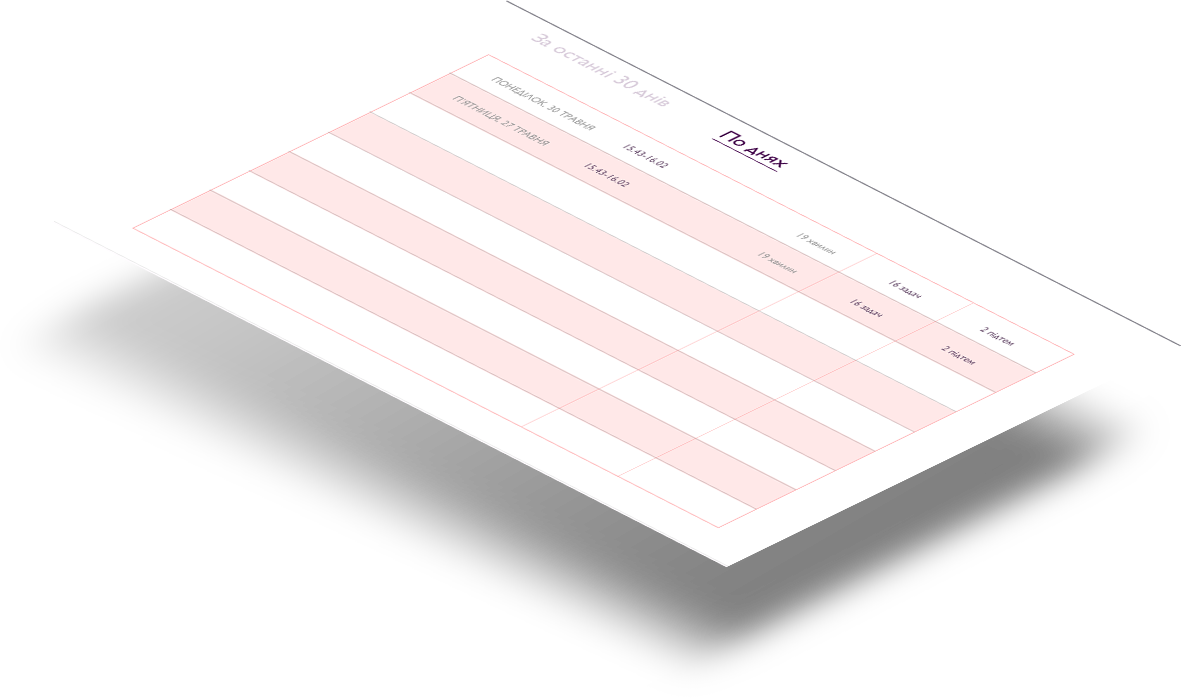 За останні 30 днів
По днях
ПОНЕДІЛОК, 30 ТРАВНЯ 15.43-16.02 19 хвилин 16 задач 2 підтем
П'ЯТНИЦЯ, 27 ТРАВНЯ 15.43-16.02 19 хвилин 16 задач 2 підтем